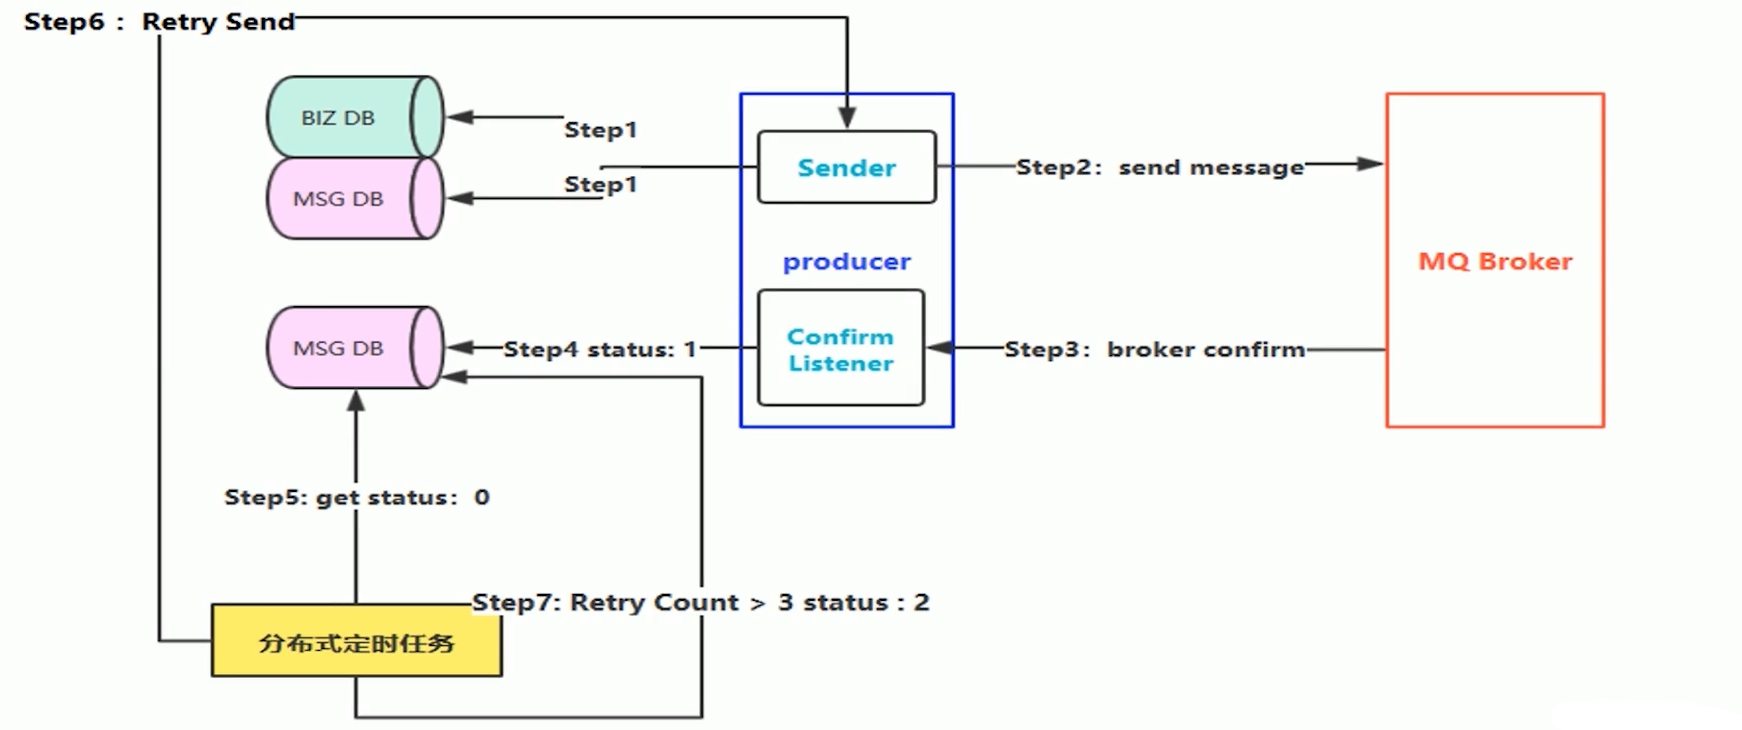 Step6： Retry Send
BIZ DB
Step1
Step1
MSG DB
Sender
Step2：send message
producer
MQ Broker
MSG DB
Step4 status: 1
Confirm
Listener
Step3：broker confirm
Step5: get status：0
Step7: Retry Count > 3 status : 2
分布式定时任务